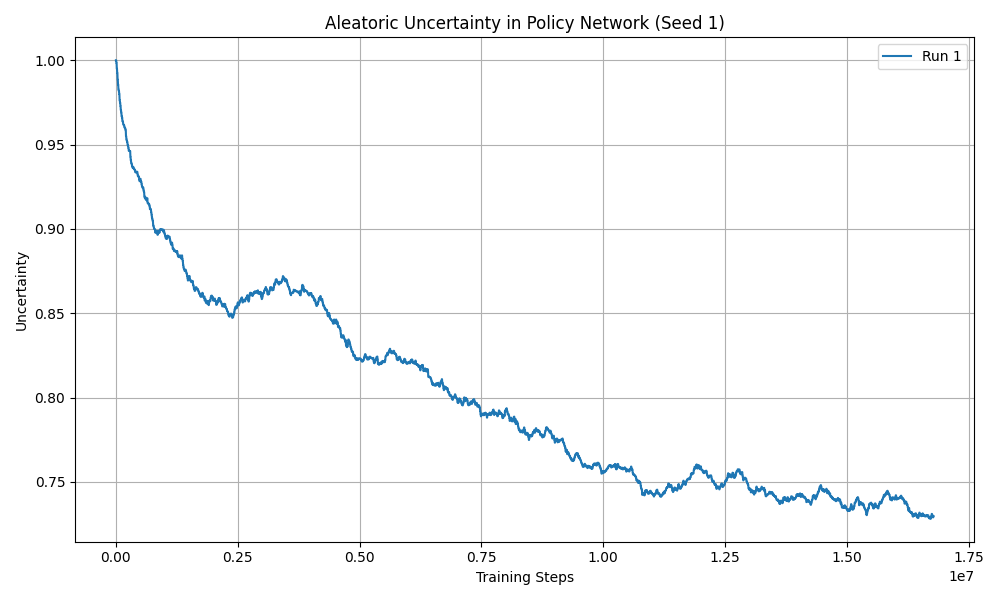 Aleatoric Uncertainty in Policy Network (Seed 1)
Run 1
Uncertainty
1.00
0.95
0.90
0.85
0.80
0.75
0.00 0.25 0.50 0.75 1.00 1.25 1.50 1.75
1e7
Training Steps